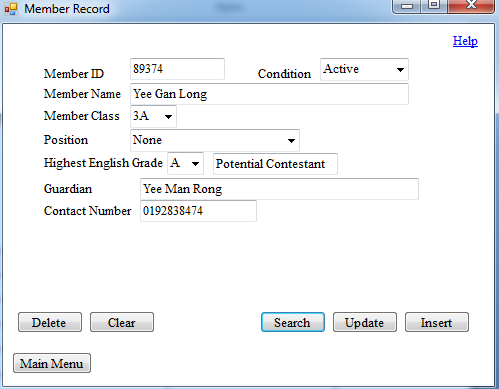 Member Record
Help
Member ID 89374 Condition Active
Member Name Yee Gan Long
Member Class 3A
Position None
Highest English Grade A Potential Contestant
Guardian Yee Man Rong
Contact Number 0192838474
Delete Clear Search Update Insert
Main Menu